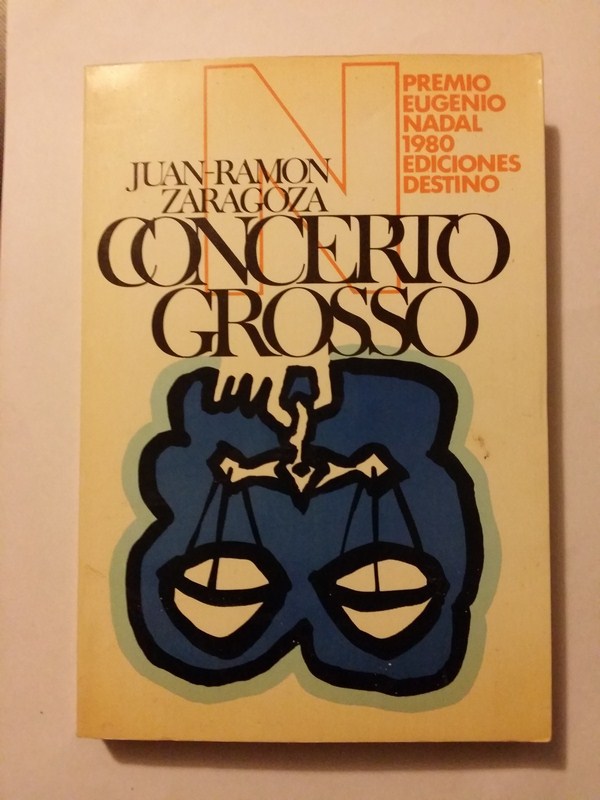 N
PREMIO
EUGENIO
NADAL
1980
EDICIONES
DESTINO
JUAN-RAMON
ZARAGOZA
CONCERTO
GROSSO